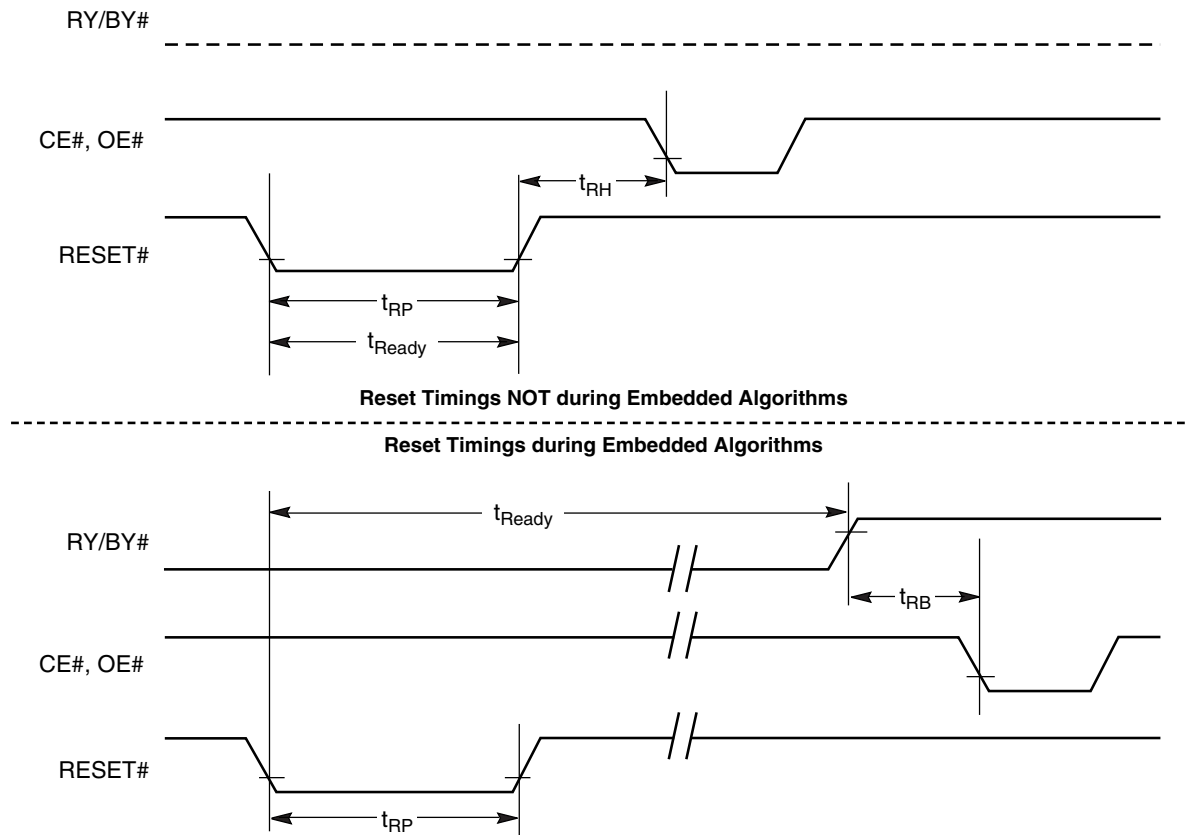 RY/BY#
CE#, OE#
tRH
RESET#
tRP
tReady
Reset Timings NOT during Embedded Algorithms
Reset Timings during Embedded Algorithms
tReady
RY/BY#
tRB
CE#, OE#
RESET#
tRP